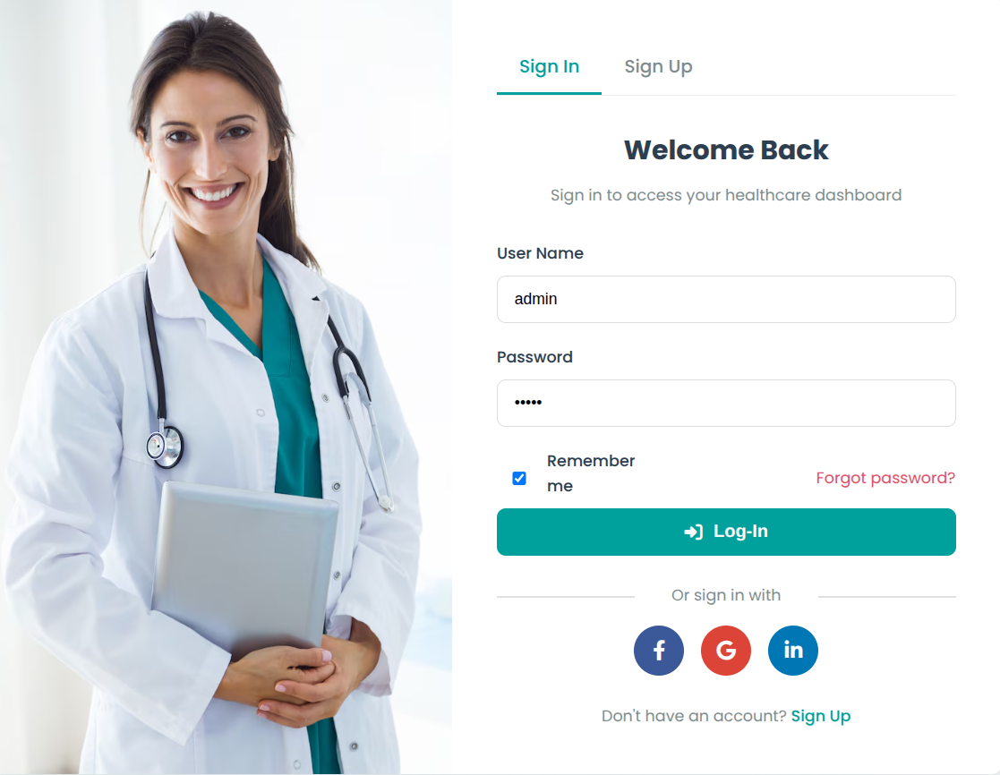 Sign In Sign Up
Welcome Back
Sign in to access your healthcare dashboard
User Name
admin
Password
•••••
Remember
me
Forgot password?
Log-In
Or sign in with
f G in
Don't have an account? Sign Up